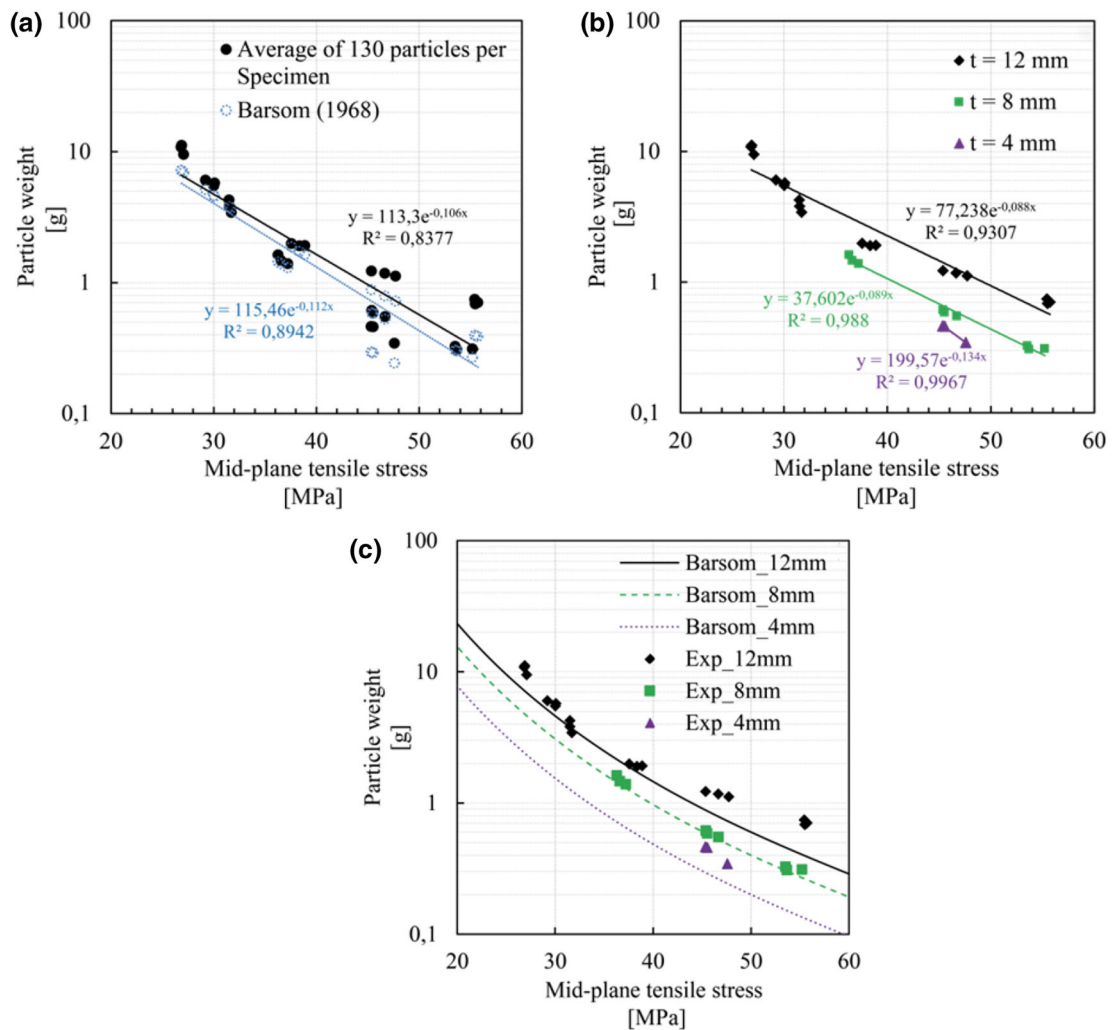 (a)
100
10
1
0,1
Particle weight
[g]
Average of 130 particles per
Specimen
Barsom (1968)
y = 113,3e-0,106x
R² = 0,8377
y = 115,46e-0,112x
R² = 0,8942
20 30 40 50 60
Mid-plane tensile stress
[MPa]
(b)
100
10
1
0,1
Particle weight
[g]
t = 12 mm
t = 8 mm
t = 4 mm
y = 77,238e-0,088x
R² = 0,9307
y = 37,602e-0,089x
R² = 0,988
y = 199,57e-0,134x
R² = 0,9967
20 30 40 50 60
Mid-plane tensile stress
[MPa]
(c)
100
10
1
0,1
Particle weight
[g]
Barsom_12mm
Barsom_8mm
Barsom_4mm
Exp_12mm
Exp_8mm
Exp_4mm
20 30 40 50 60
Mid-plane tensile stress
[MPa]